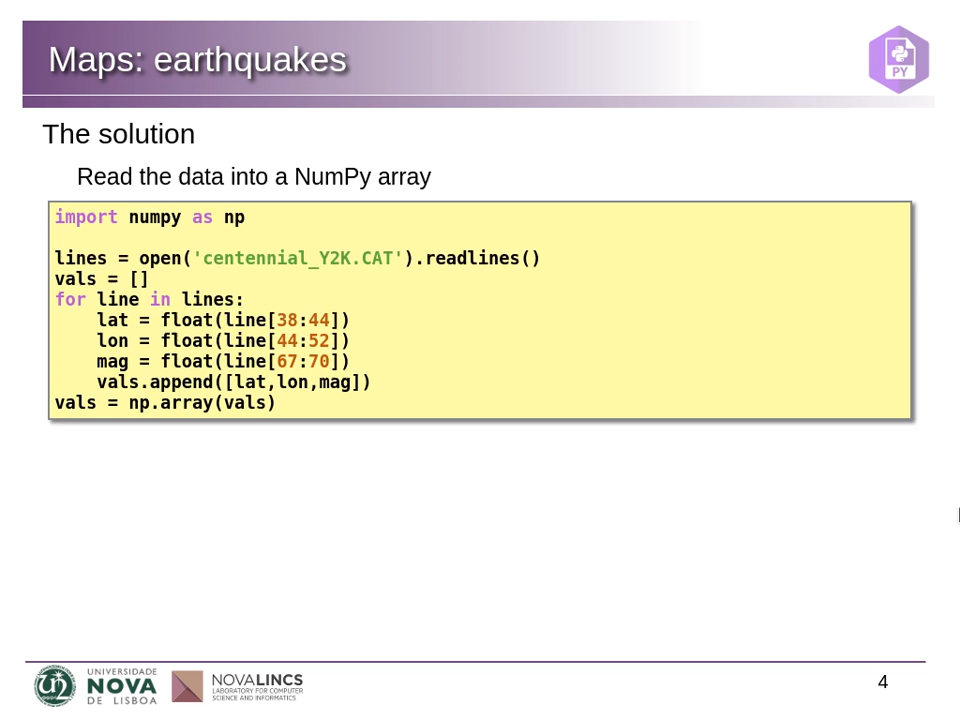 Maps: earthquakes
PY
The solution
Read the data into a NumPy array
import numpy as np
lines = open('centennial_Y2K.CAT').readlines()
vals = []
for line in lines:
    lat = float(line[38:44])
    lon = float(line[44:52])
    mag = float(line[67:70])
    vals.append([lat,lon,mag])
vals = np.array(vals)
UNIVERSIDADE
NOVA
DE LISBOA
NOVALINCS
LABORATORY FOR COMPUTER
SCIENCE AND INFORMATICS
4